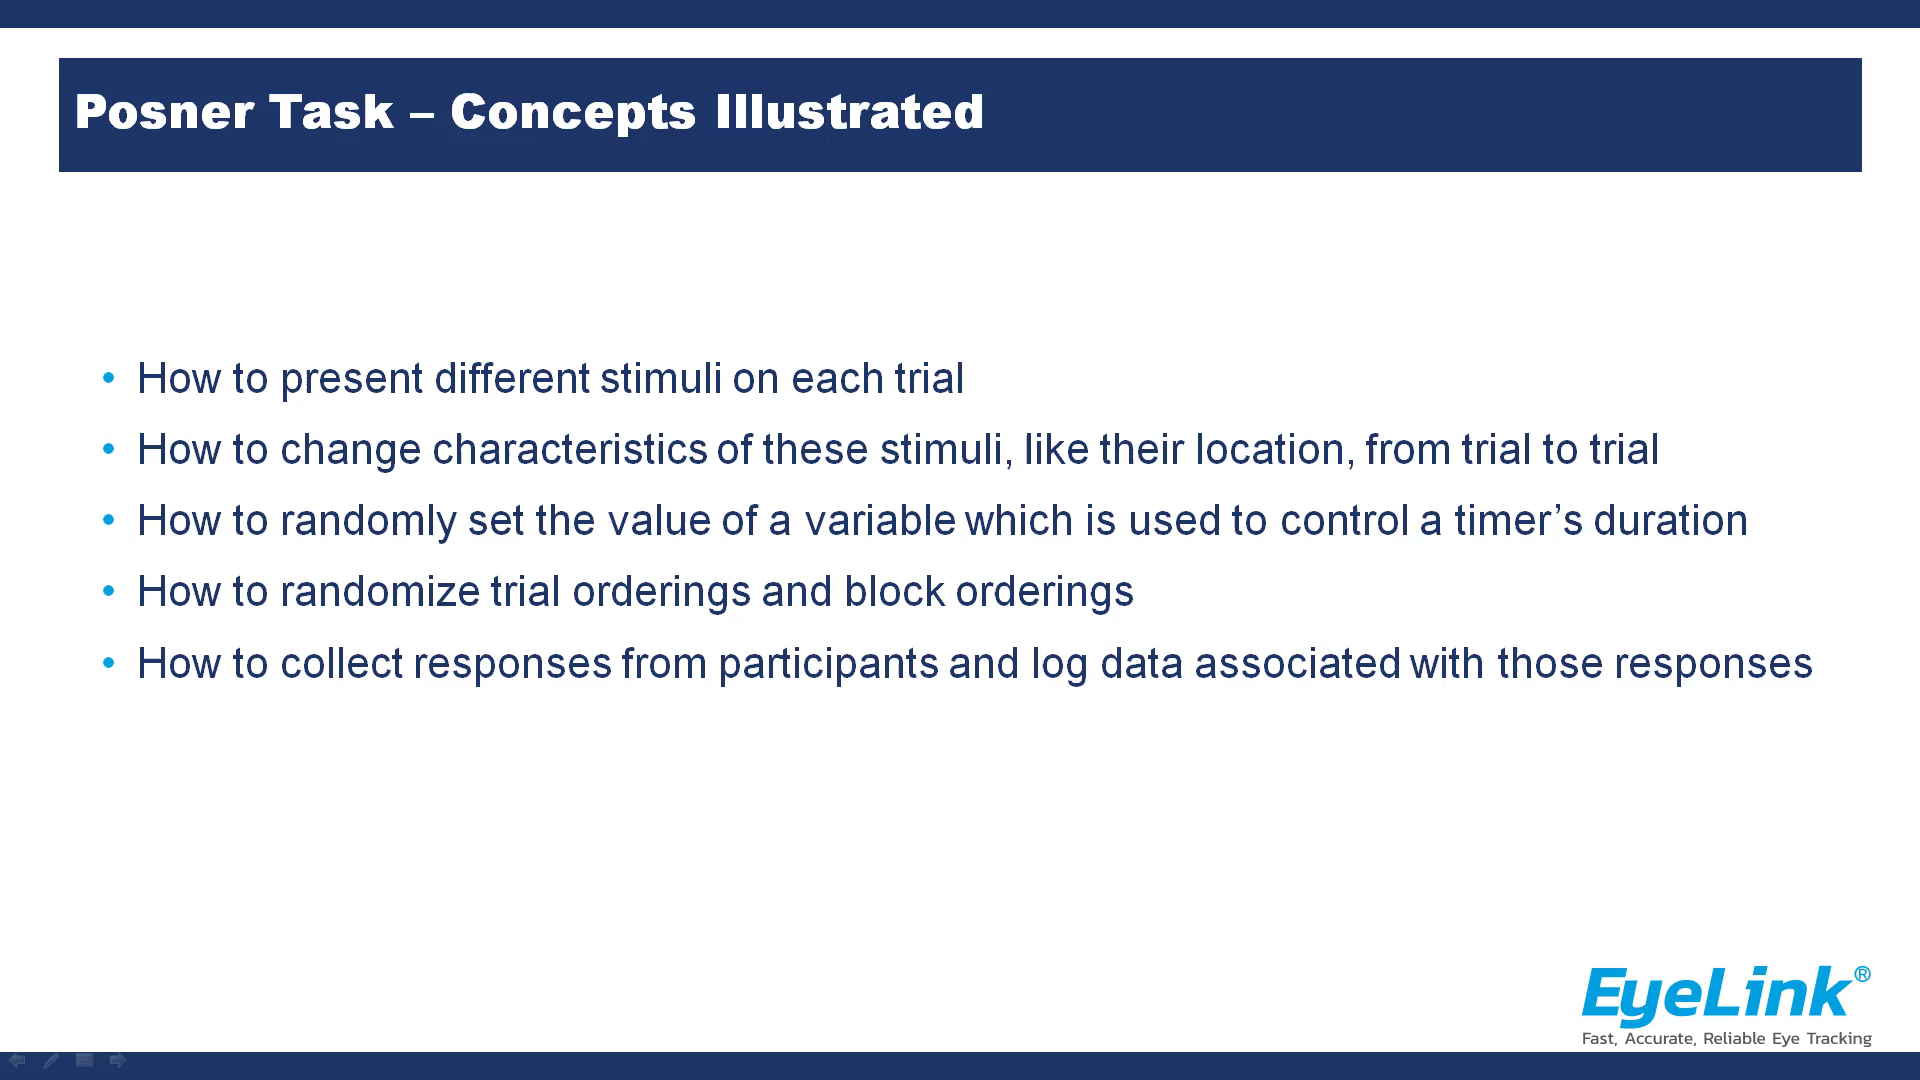 Posner Task – Concepts Illustrated
• How to present different stimuli on each trial
• How to change characteristics of these stimuli, like their location, from trial to trial
• How to randomly set the value of a variable which is used to control a timer’s duration
• How to randomize trial orderings and block orderings
• How to collect responses from participants and log data associated with those responses
EyeLink®
Fast, Accurate, Reliable Eye Tracking